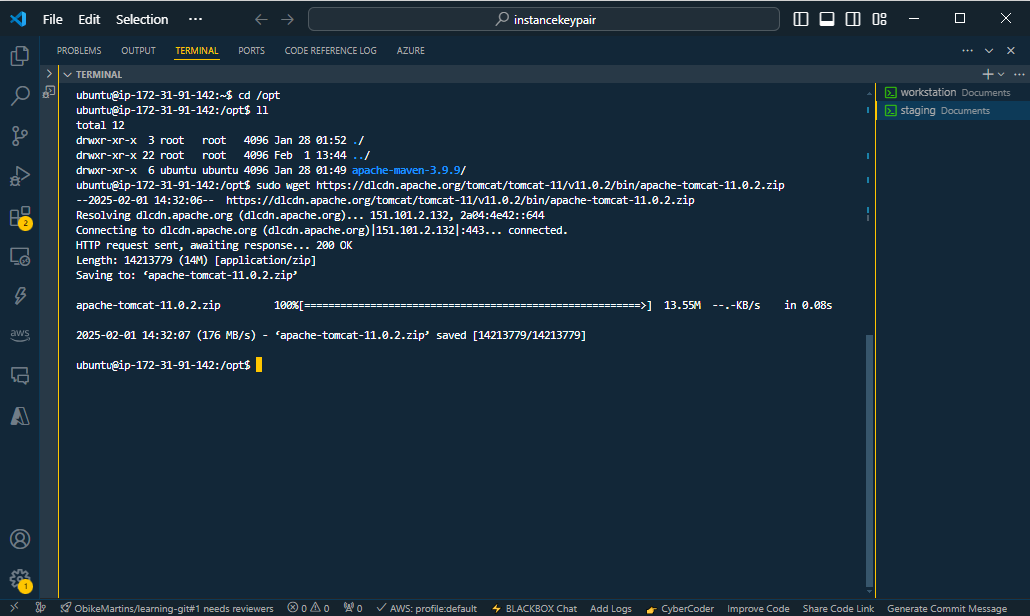 File Edit Selection ··· instancekeypair
PROBLEMS OUTPUT TERMINAL PORTS CODE REFERENCE LOG AZURE
TERMINAL
ubuntu@ip-172-31-91-142:~$ cd /opt
ubuntu@ip-172-31-91-142:/opt$ ll
total 12
drwxr-xr-x  3 root   root   4096 Jan 28 01:52 ./
drwxr-xr-x 22 root   root   4096 Feb  1 13:44 ../
drwxr-xr-x  6 ubuntu ubuntu 4096 Jan 28 01:49 apache-maven-3.9.9/
ubuntu@ip-172-31-91-142:/opt$ sudo wget https://dlcdn.apache.org/tomcat/tomcat-11/v11.0.2/bin/apache-tomcat-11.0.2.zip
--2025-02-01 14:32:06--  https://dlcdn.apache.org/tomcat/tomcat-11/v11.0.2/bin/apache-tomcat-11.0.2.zip
Resolving dlcdn.apache.org (dlcdn.apache.org)... 151.101.2.132, 2a04:4e42::644
Connecting to dlcdn.apache.org (dlcdn.apache.org)|151.101.2.132|:443... connected.
HTTP request sent, awaiting response... 200 OK
Length: 14213779 (14M) [application/zip]
Saving to: ‘apache-tomcat-11.0.2.zip’
apache-tomcat-11.0.2.zip         100%[========================================================>]  13.55M  --.-KB/s    in 0.08s
2025-02-01 14:32:07 (176 MB/s) - ‘apache-tomcat-11.0.2.zip’ saved [14213779/14213779]
ubuntu@ip-172-31-91-142:/opt$
workstation Documents
staging Documents
2
aws
1
ObikeMartins/learning-git#1 needs reviewers 0 0 0 AWS: profile:default BLACKBOX Chat Add Logs CyberCoder Improve Code Share Code Link Generate Commit Message